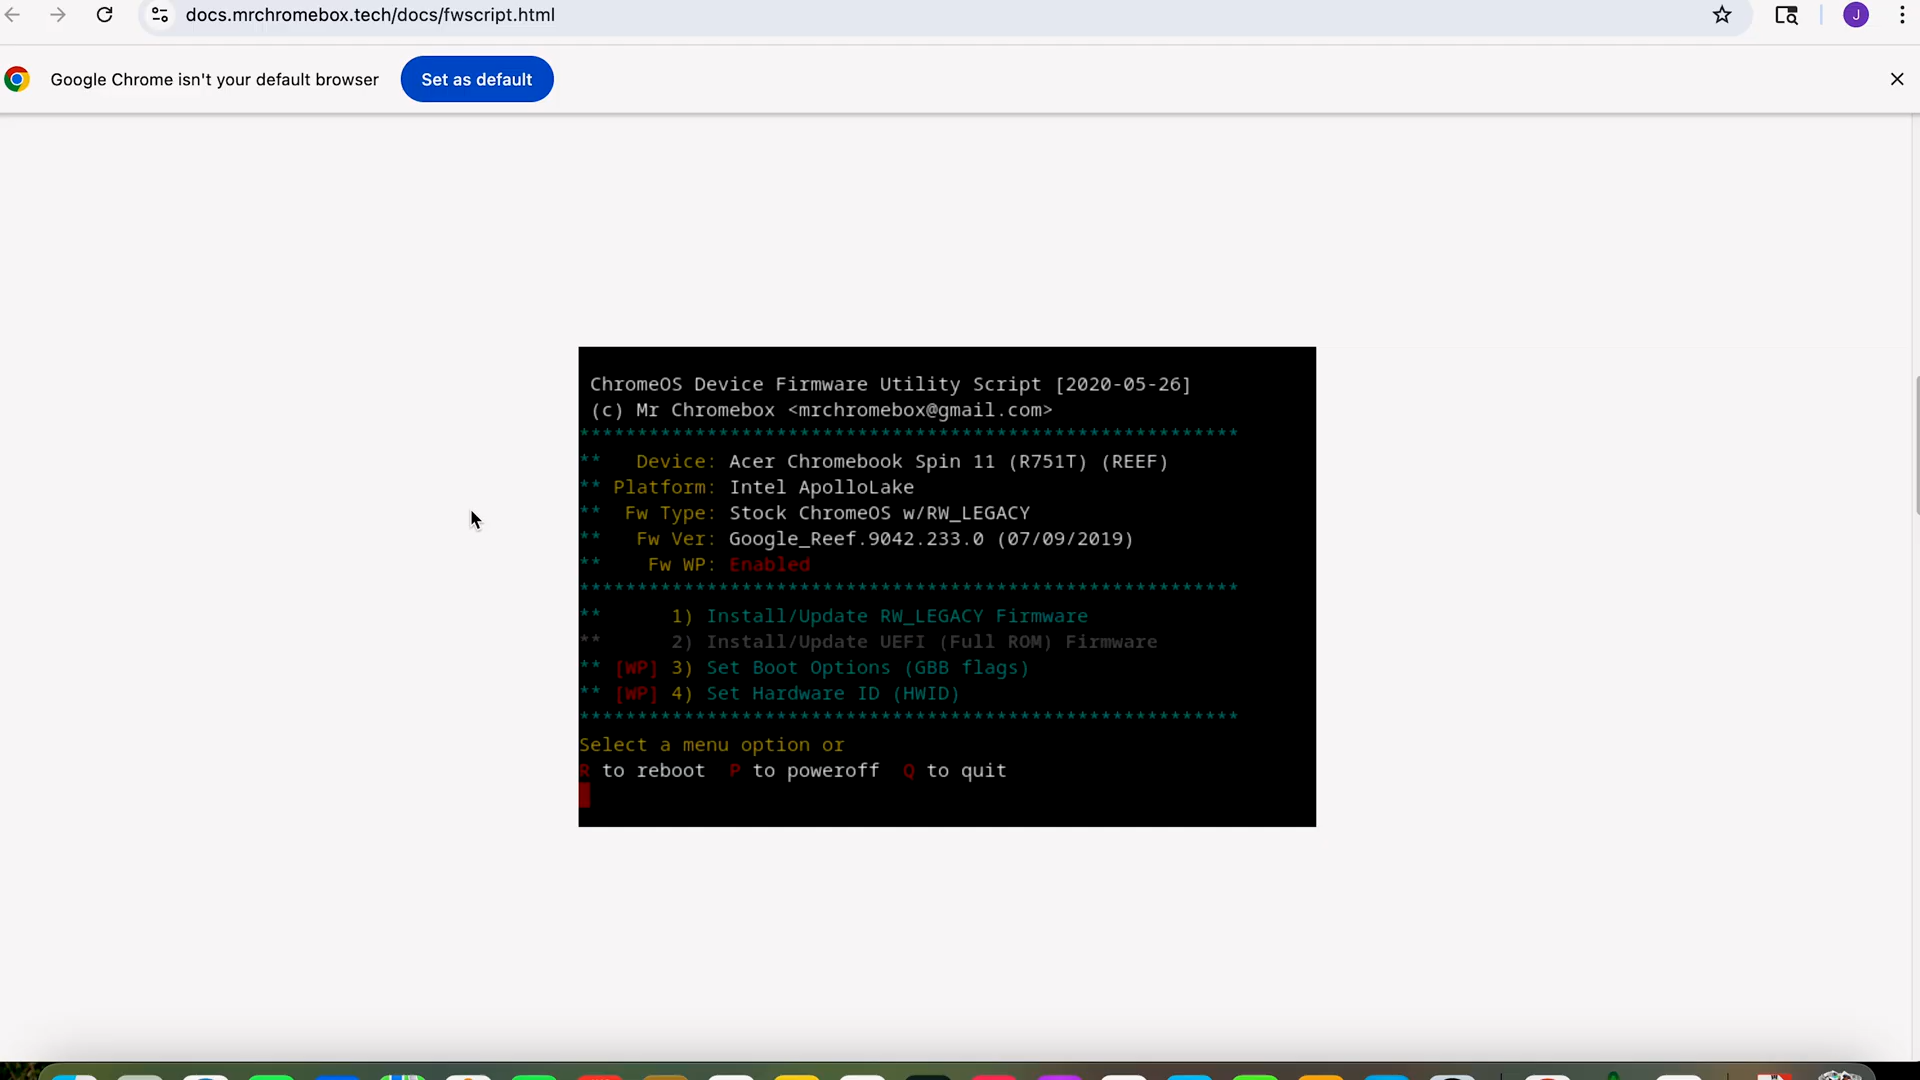 docs.mrchromebox.tech/docs/fwscript.html
J
Google Chrome isn't your default browser
Set as default
ChromeOS Device Firmware Utility Script [2020-05-26]
(c) Mr Chromebox <mrchromebox@gmail.com>
*********************************************************
** Device: Acer Chromebook Spin 11 (R751T) (REEF)
** Platform: Intel ApolloLake
** Fw Type: Stock ChromeOS w/RW_LEGACY
** Fw Ver: Google_Reef.9042.233.0 (07/09/2019)
** Fw WP: Enabled
*********************************************************
** 1) Install/Update RW_LEGACY Firmware
** 2) Install/Update UEFI (Full ROM) Firmware
** [WP] 3) Set Boot Options (GBB flags)
** [WP] 4) Set Hardware ID (HWID)
*********************************************************
Select a menu option or
R to reboot P to poweroff Q to quit